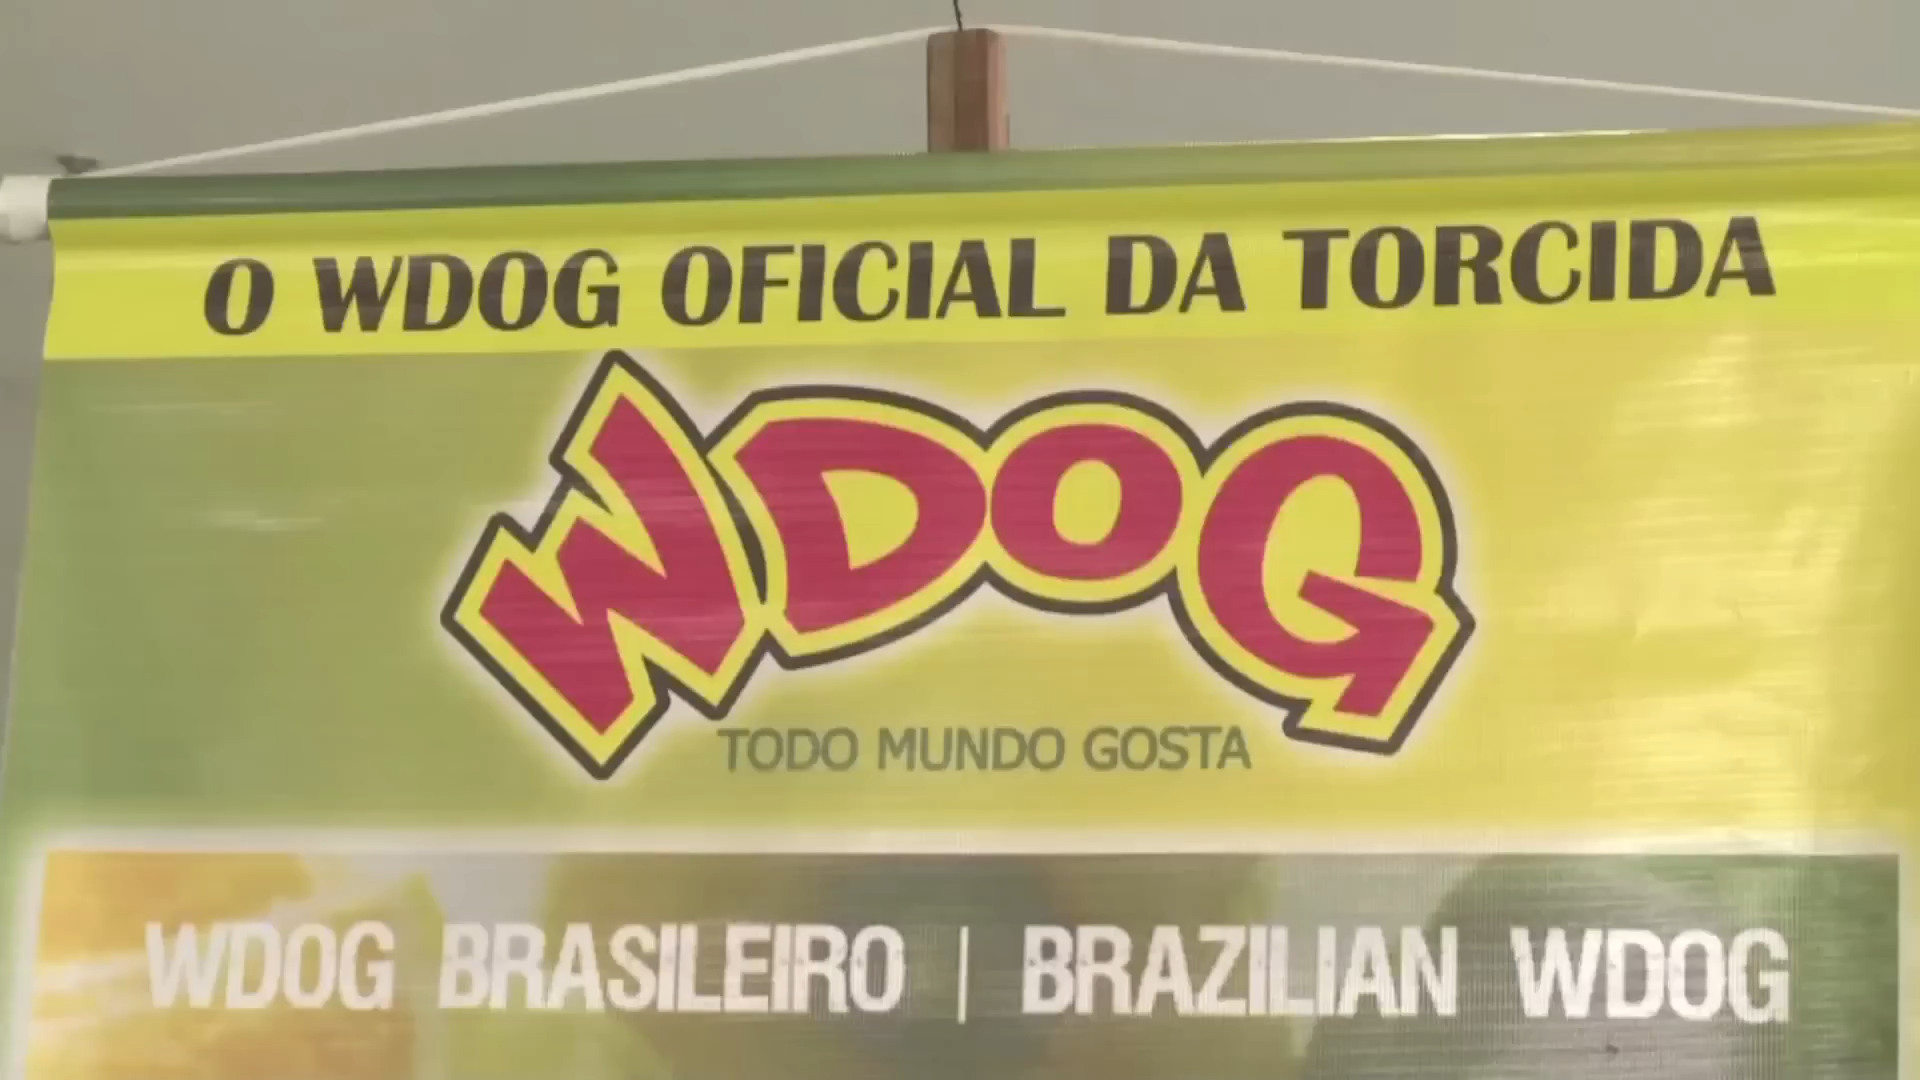 O WDOG OFICIAL DA TORCIDA
WDOG
TODO MUNDO GOSTA
WDOG BRASILEIRO | BRAZILIAN WDOG